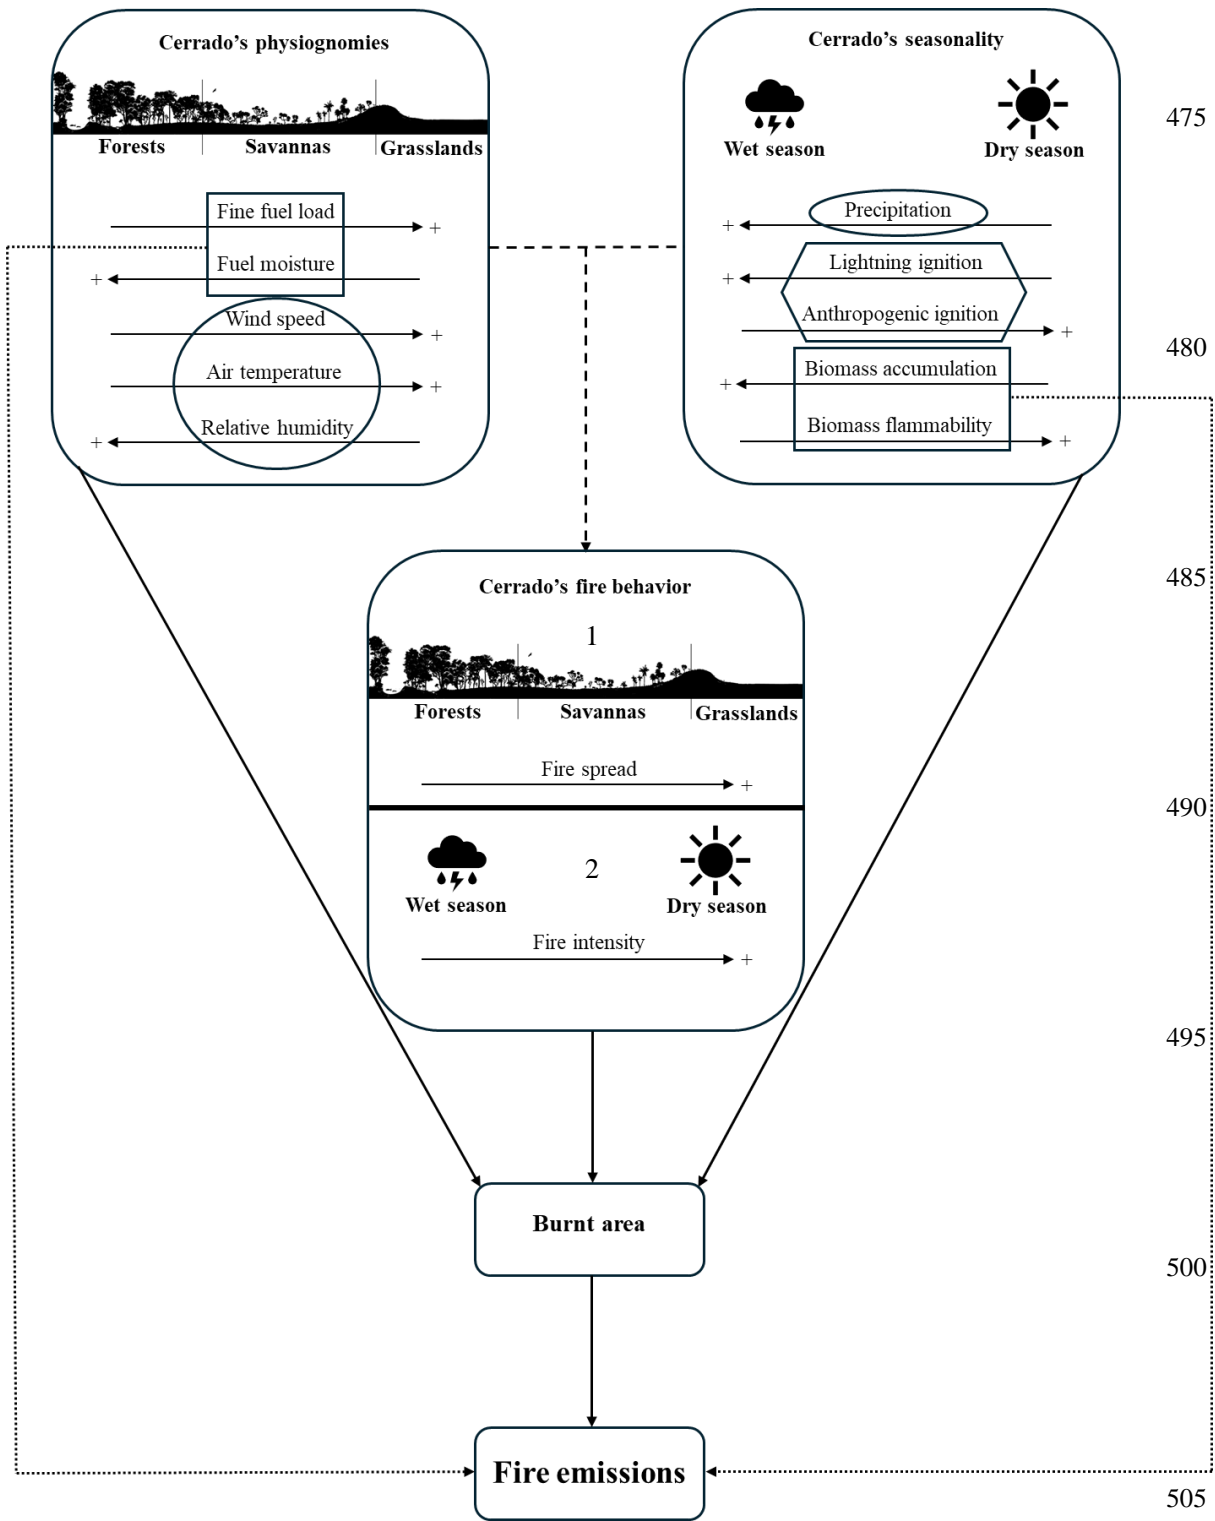 Cerrado's physiognomies
Forests
Savannas
Grasslands
Fine fuel load
+
Fuel moisture
+
Wind speed
+
Air temperature
+
Relative humidity
+
Cerrado's seasonality
Wet season
Dry season
Precipitation
+
Lightning ignition
+
Anthropogenic ignition
+
Biomass accumulation
+
Biomass flammability
+
475
480
485
490
495
500
505
Cerrado's fire behavior
1
Forests
Savannas
Grasslands
Fire spread
+
2
Wet season
Dry season
Fire intensity
+
Burnt area
Fire emissions